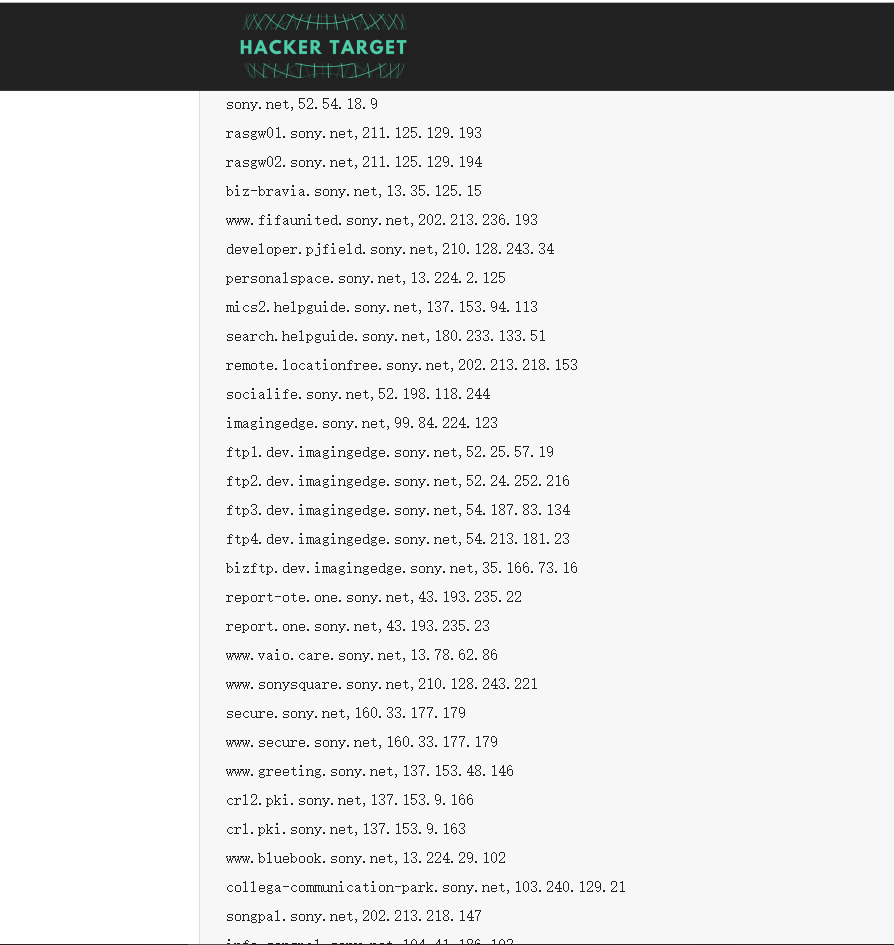 HACKER TARGET
sony.net,52.54.18.9
rasgw01.sony.net,211.125.129.193
rasgw02.sony.net,211.125.129.194
biz-bravia.sony.net,13.35.125.15
www.fifaunited.sony.net,202.213.236.193
developer.pjfield.sony.net,210.128.243.34
personalspace.sony.net,13.224.2.125
mics2.helpguide.sony.net,137.153.94.113
search.helpguide.sony.net,180.233.133.51
remote.locationfree.sony.net,202.213.218.153
socialife.sony.net,52.198.118.244
imagingedge.sony.net,99.84.224.123
ftp1.dev.imagingedge.sony.net,52.25.57.19
ftp2.dev.imagingedge.sony.net,52.24.252.216
ftp3.dev.imagingedge.sony.net,54.187.83.134
ftp4.dev.imagingedge.sony.net,54.213.181.23
bizftp.dev.imagingedge.sony.net,35.166.73.16
report-ote.one.sony.net,43.193.235.22
report.one.sony.net,43.193.235.23
www.vaio.care.sony.net,13.78.62.86
www.sonysquare.sony.net,210.128.243.221
secure.sony.net,160.33.177.179
www.secure.sony.net,160.33.177.179
www.greeting.sony.net,137.153.48.146
crl2.pki.sony.net,137.153.9.166
crl.pki.sony.net,137.153.9.163
www.bluebook.sony.net,13.224.29.102
collega-communication-park.sony.net,103.240.129.21
songpal.sony.net,202.213.218.147